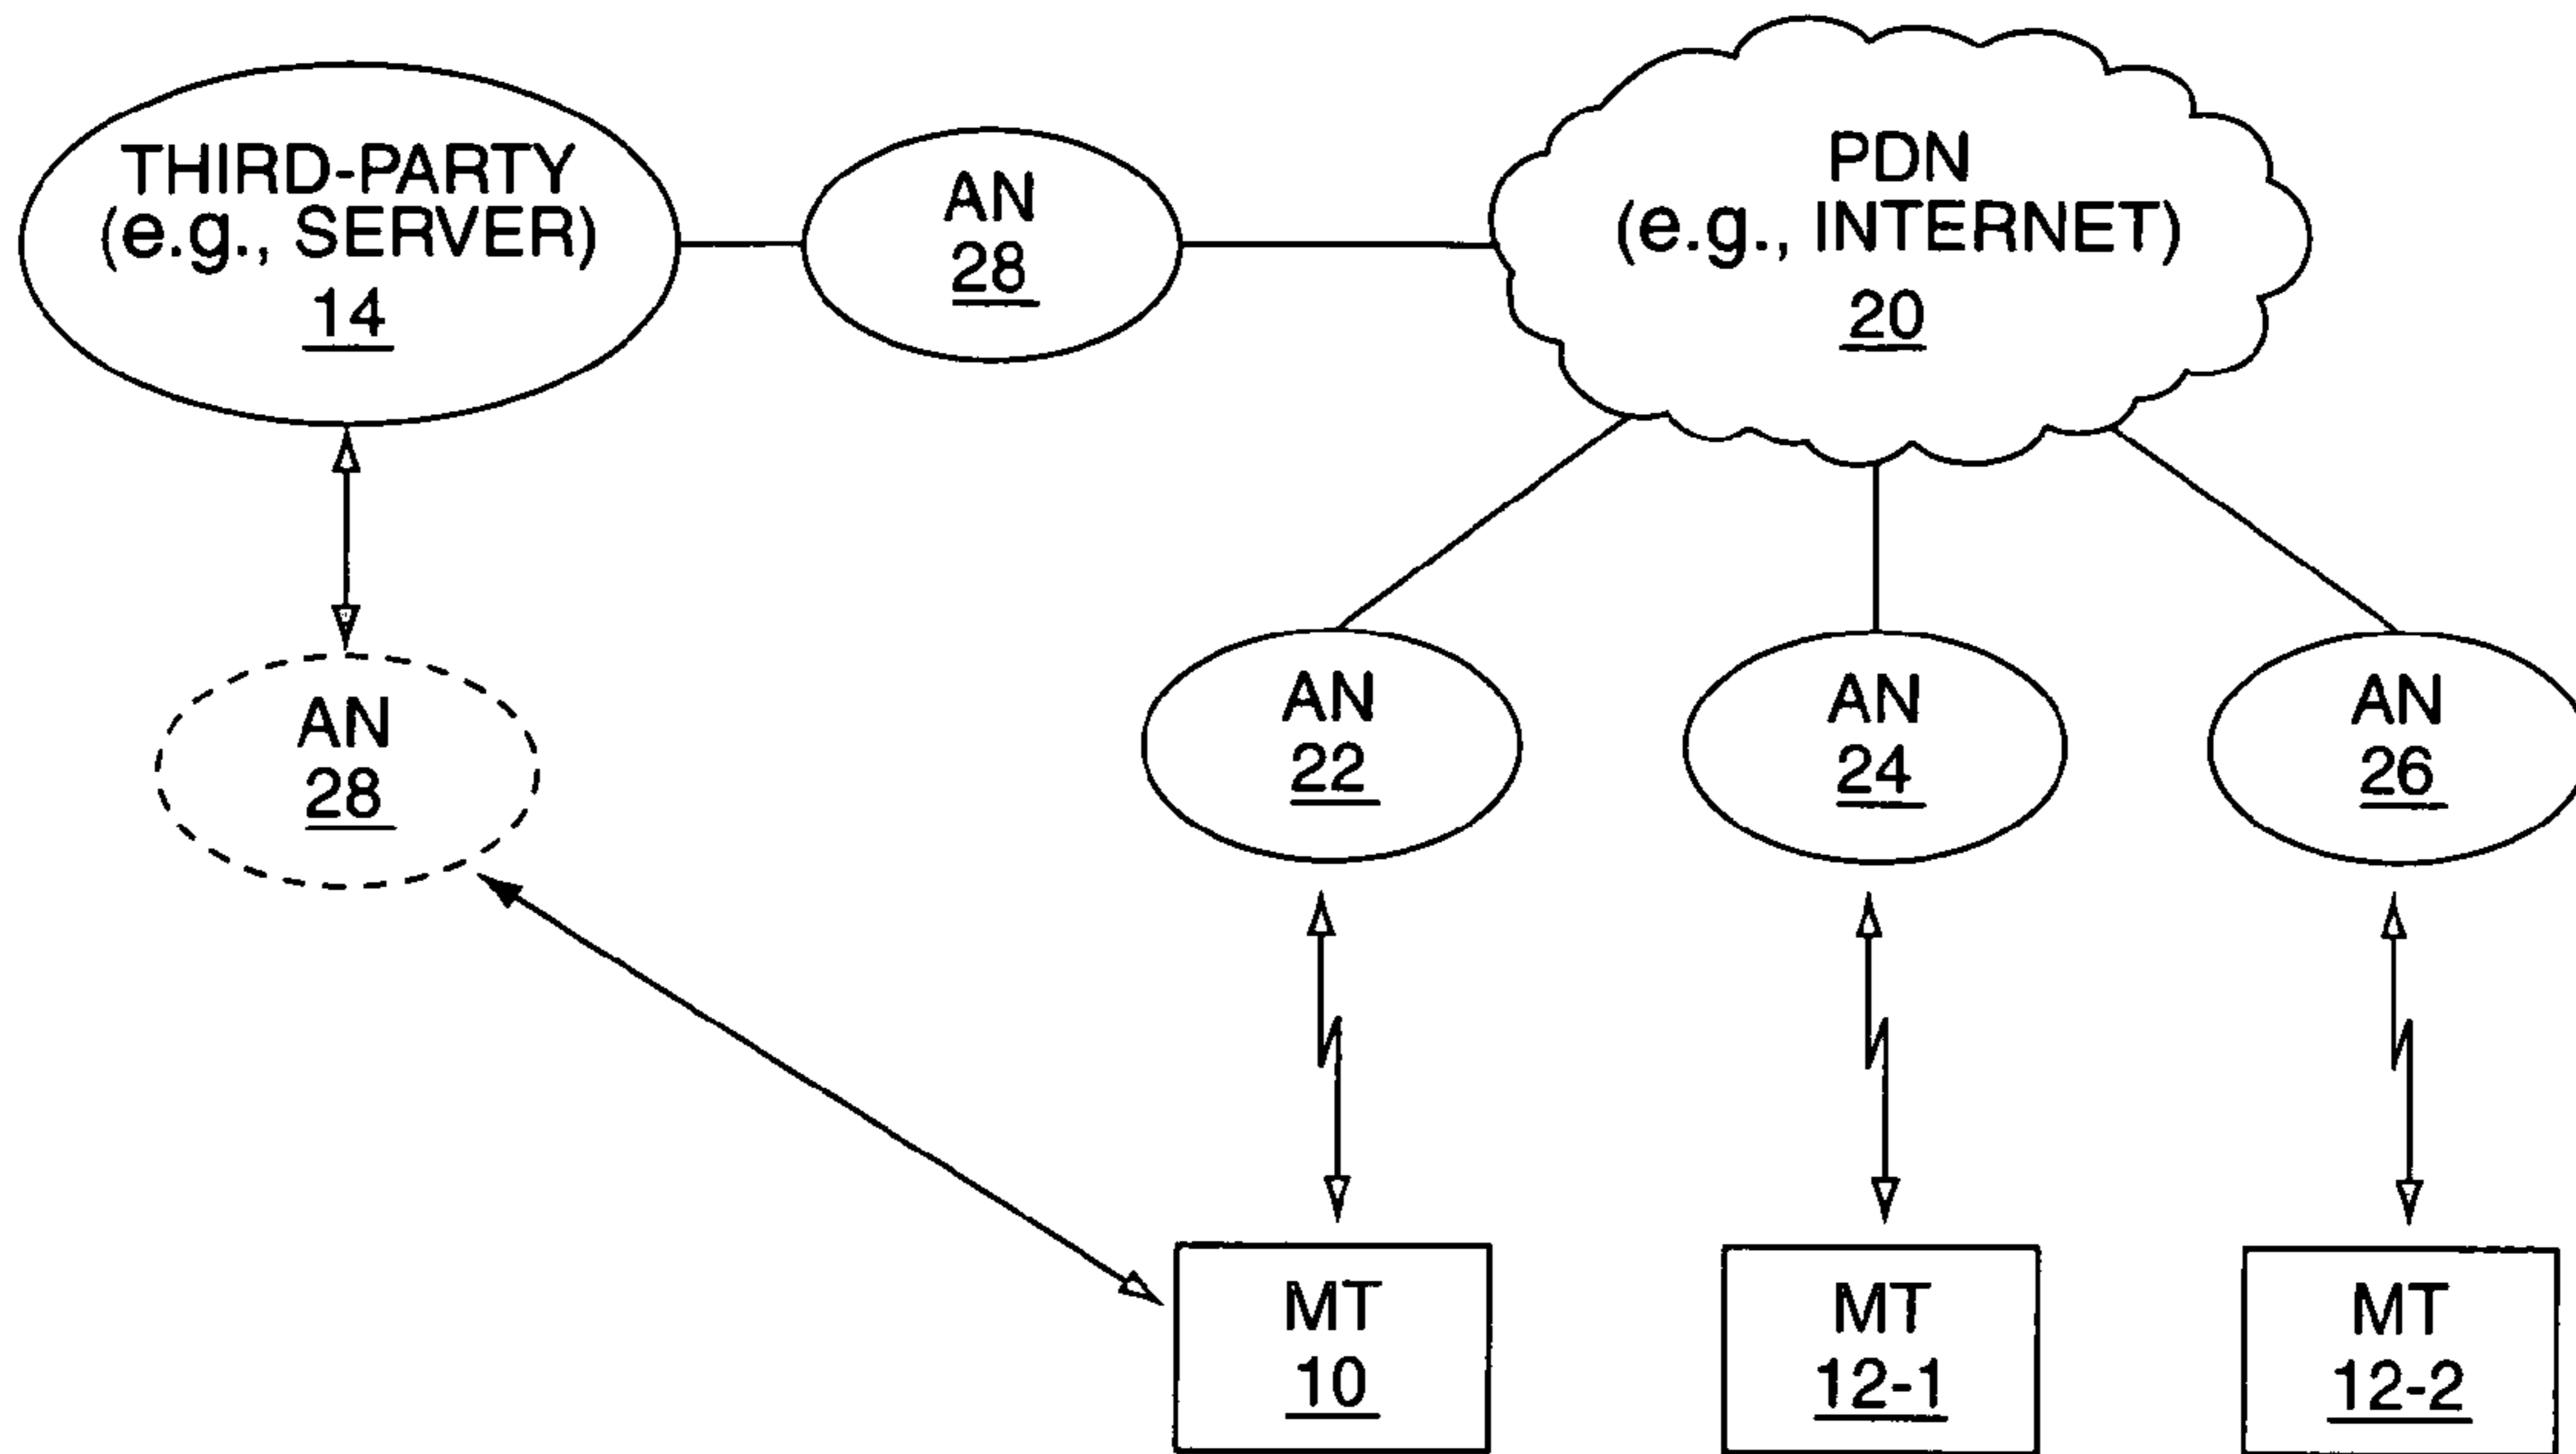 THIRD-PARTY
(e.g., SERVER)
14
AN
28
PDN
(e.g., INTERNET)
20
AN
28
AN
22
AN
24
AN
26
MT
10
MT
12-1
MT
12-2